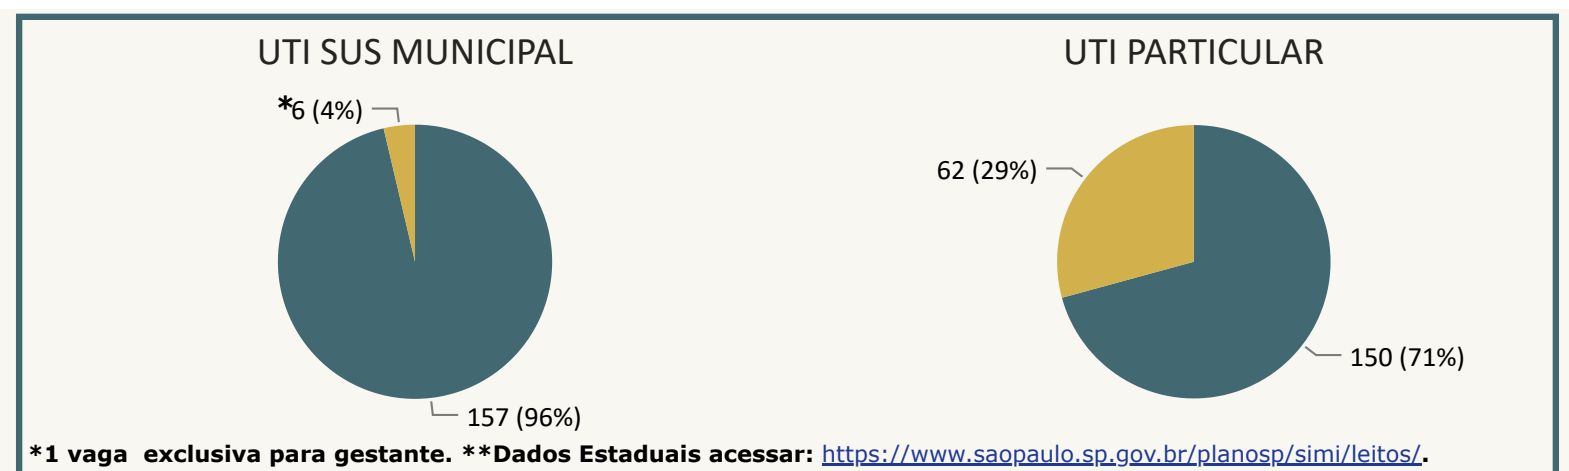 UTI SUS MUNICIPAL
*6 (4%)
157 (96%)
UTI PARTICULAR
62 (29%)
150 (71%)
*1 vaga  exclusiva para gestante. **Dados Estaduais acessar: https://www.saopaulo.sp.gov.br/planosp/simi/leitos/.